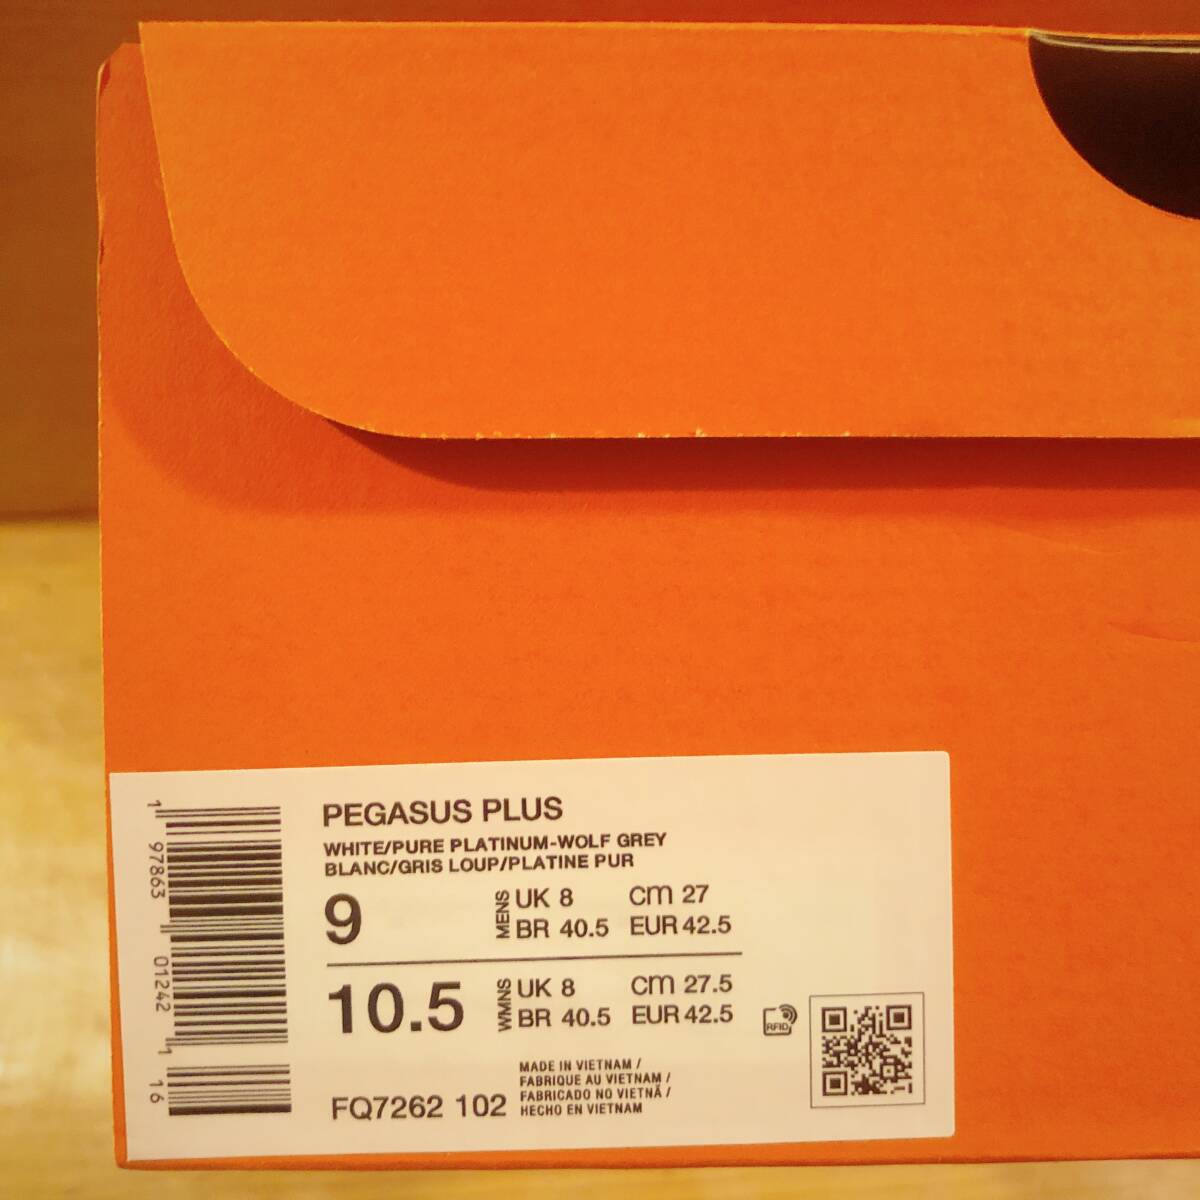 PEGASUS PLUS
WHITE/PURE PLATINUM-WOLF GREY
BLANC/GRIS LOUP/PLATINE PUR
9 MENS UK 8 CM 27
BR 40.5 EUR 42.5
10.5 WMNS UK 8 CM 27.5
BR 40.5 EUR 42.5
RFID
MADE IN VIETNAM /
FABRIQUE AU VIETNAM /
FABRICADO NO VIETNÃ /
HECHO EN VIETNAM
FQ7262 102
1 97863 01242 1 16